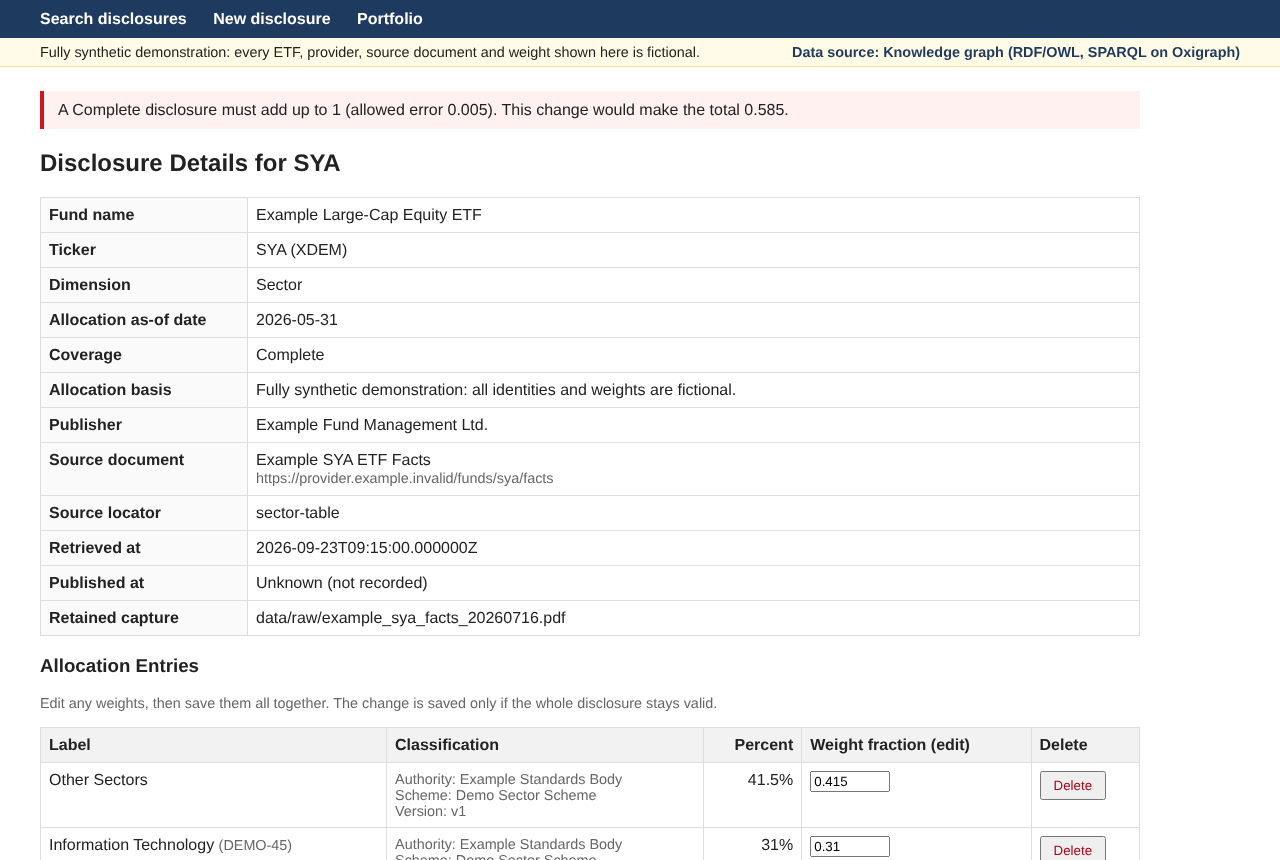 Search disclosures New disclosure Portfolio
Fully synthetic demonstration: every ETF, provider, source document and weight shown here is fictional. Data source: Knowledge graph (RDF/OWL, SPARQL on Oxigraph)
A Complete disclosure must add up to 1 (allowed error 0.005). This change would make the total 0.585.
Disclosure Details for SYA
Fund name Example Large-Cap Equity ETF
Ticker SYA (XDEM)
Dimension Sector
Allocation as-of date 2026-05-31
Coverage Complete
Allocation basis Fully synthetic demonstration: all identities and weights are fictional.
Publisher Example Fund Management Ltd.
Source document Example SYA ETF Facts
https://provider.example.invalid/funds/sya/facts
Source locator sector-table
Retrieved at 2026-09-23T09:15:00.000000Z
Published at Unknown (not recorded)
Retained capture data/raw/example_sya_facts_20260716.pdf
Allocation Entries
Edit any weights, then save them all together. The change is saved only if the whole disclosure stays valid.
Label Classification Percent Weight fraction (edit) Delete
Other Sectors Authority: Example Standards Body 41.5% 0.415 Delete
Scheme: Demo Sector Scheme
Version: v1
Information Technology (DEMO-45) Authority: Example Standards Body 31% 0.31 Delete
Scheme: Demo Sector Scheme